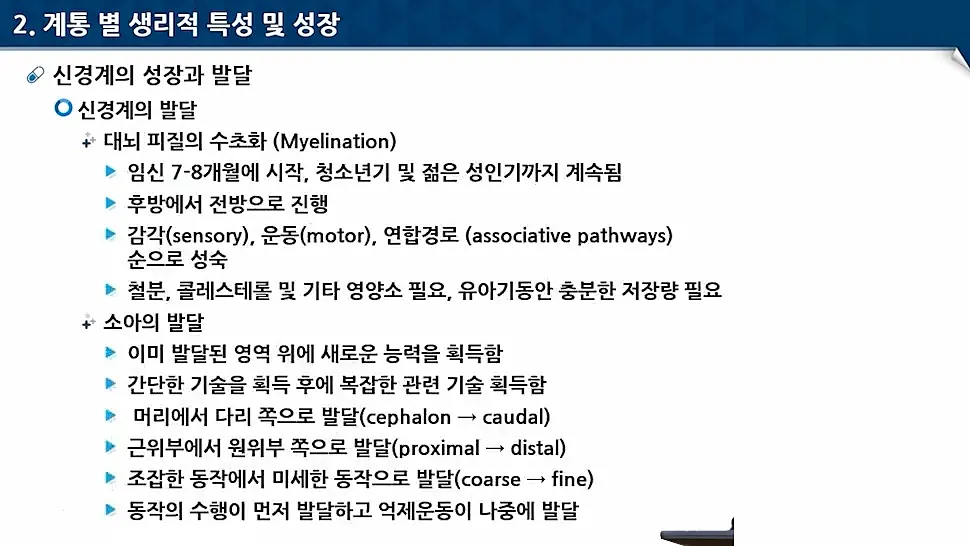 2. 계통 별 생리적 특성 및 성장
신경계의 성장과 발달
신경계의 발달
대뇌 피질의 수초화 (Myelination)
임신 7-8개월에 시작, 청소년기 및 젊은 성인기까지 계속됨
후방에서 전방으로 진행
감각(sensory), 운동(motor), 연합경로 (associative pathways)
순으로 성숙
철분, 콜레스테롤 및 기타 영양소 필요, 유아기동안 충분한 저장량 필요
소아의 발달
이미 발달된 영역 위에 새로운 능력을 획득함
간단한 기술을 획득 후에 복잡한 관련 기술 획득함
머리에서 다리 쪽으로 발달(cephalon → caudal)
근위부에서 원위부 쪽으로 발달(proximal → distal)
조잡한 동작에서 미세한 동작으로 발달(coarse → fine)
동작의 수행이 먼저 발달하고 억제운동이 나중에 발달